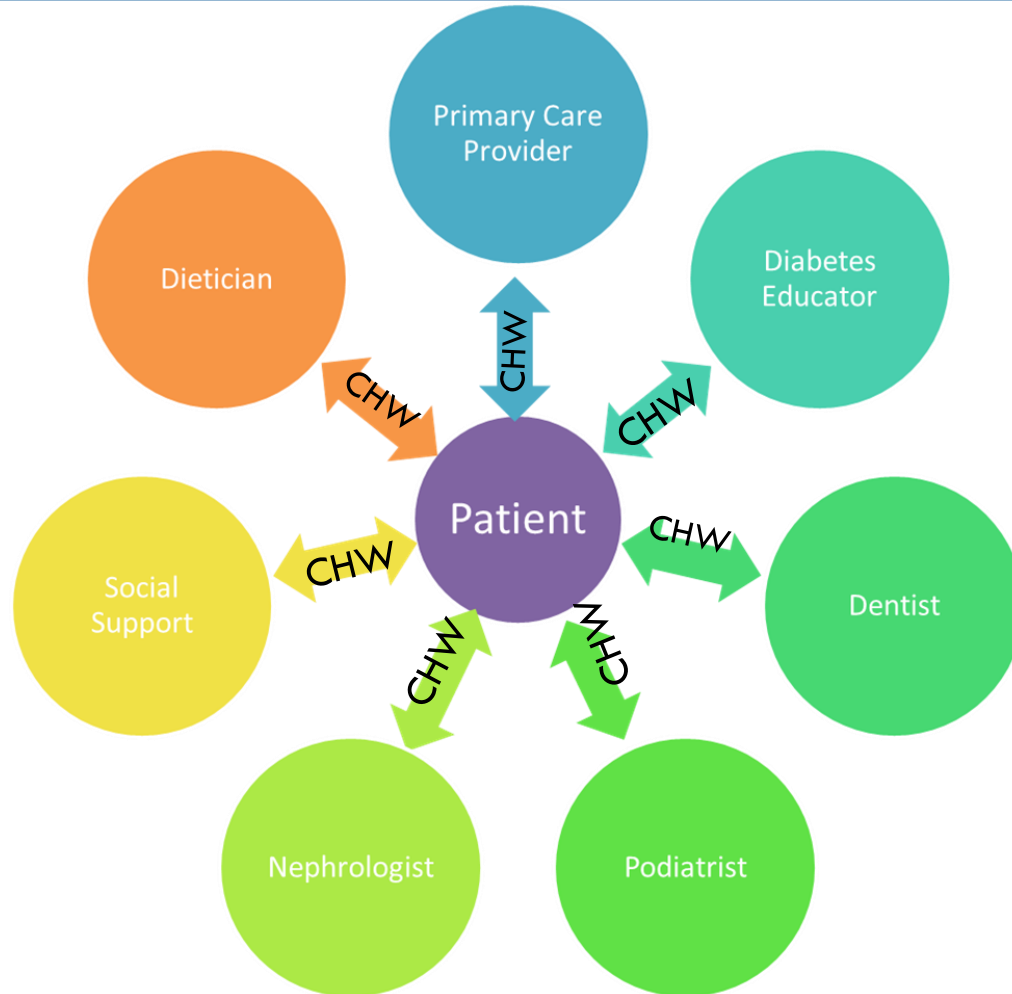 Primary Care
Provider
Dietician
Diabetes
Educator
CHW
CHW
CHW
Patient
CHW
CHW
Social
Support
Dentist
CHW
CHW
Nephrologist
Podiatrist